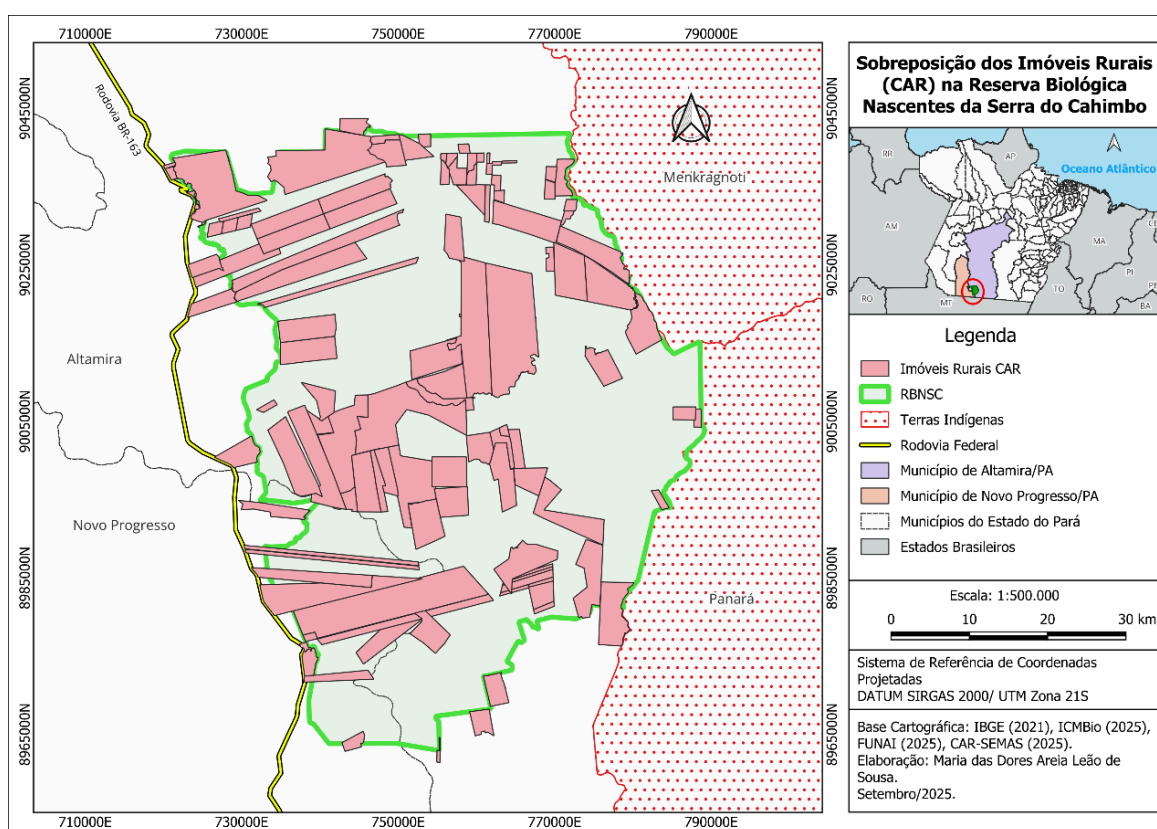 710000E 730000E 750000E 770000E 790000E
9045000N
9025000N
9005000N
8985000N
8965000N
Rodovia BR-163
Menkragnoti
Altamira
Novo Progresso
Panará
9045000N
9025000N
9005000N
8985000N
8965000N
710000E 730000E 750000E 770000E 790000E
Sobreposição dos Imóveis Rurais
(CAR) na Reserva Biológica
Nascentes da Serra do Cahimbo
RR
AP
Oceano Atlântico
AM
MA
CE
PI
PE
RO
MT
TO
BA
Legenda
Imóveis Rurais CAR
RBNSC
Terras Indígenas
Rodovia Federal
Município de Altamira/PA
Município de Novo Progresso/PA
Municípios do Estado do Pará
Estados Brasileiros
Escala: 1:500.000
0 10 20 30 km
Sistema de Referência de Coordenadas
Projetadas
DATUM SIRGAS 2000/ UTM Zona 21S
Base Cartográfica: IBGE (2021), ICMBio (2025),
FUNAI (2025), CAR-SEMAS (2025).
Elaboração: Maria das Dores Areia Leão de
Sousa.
Setembro/2025.